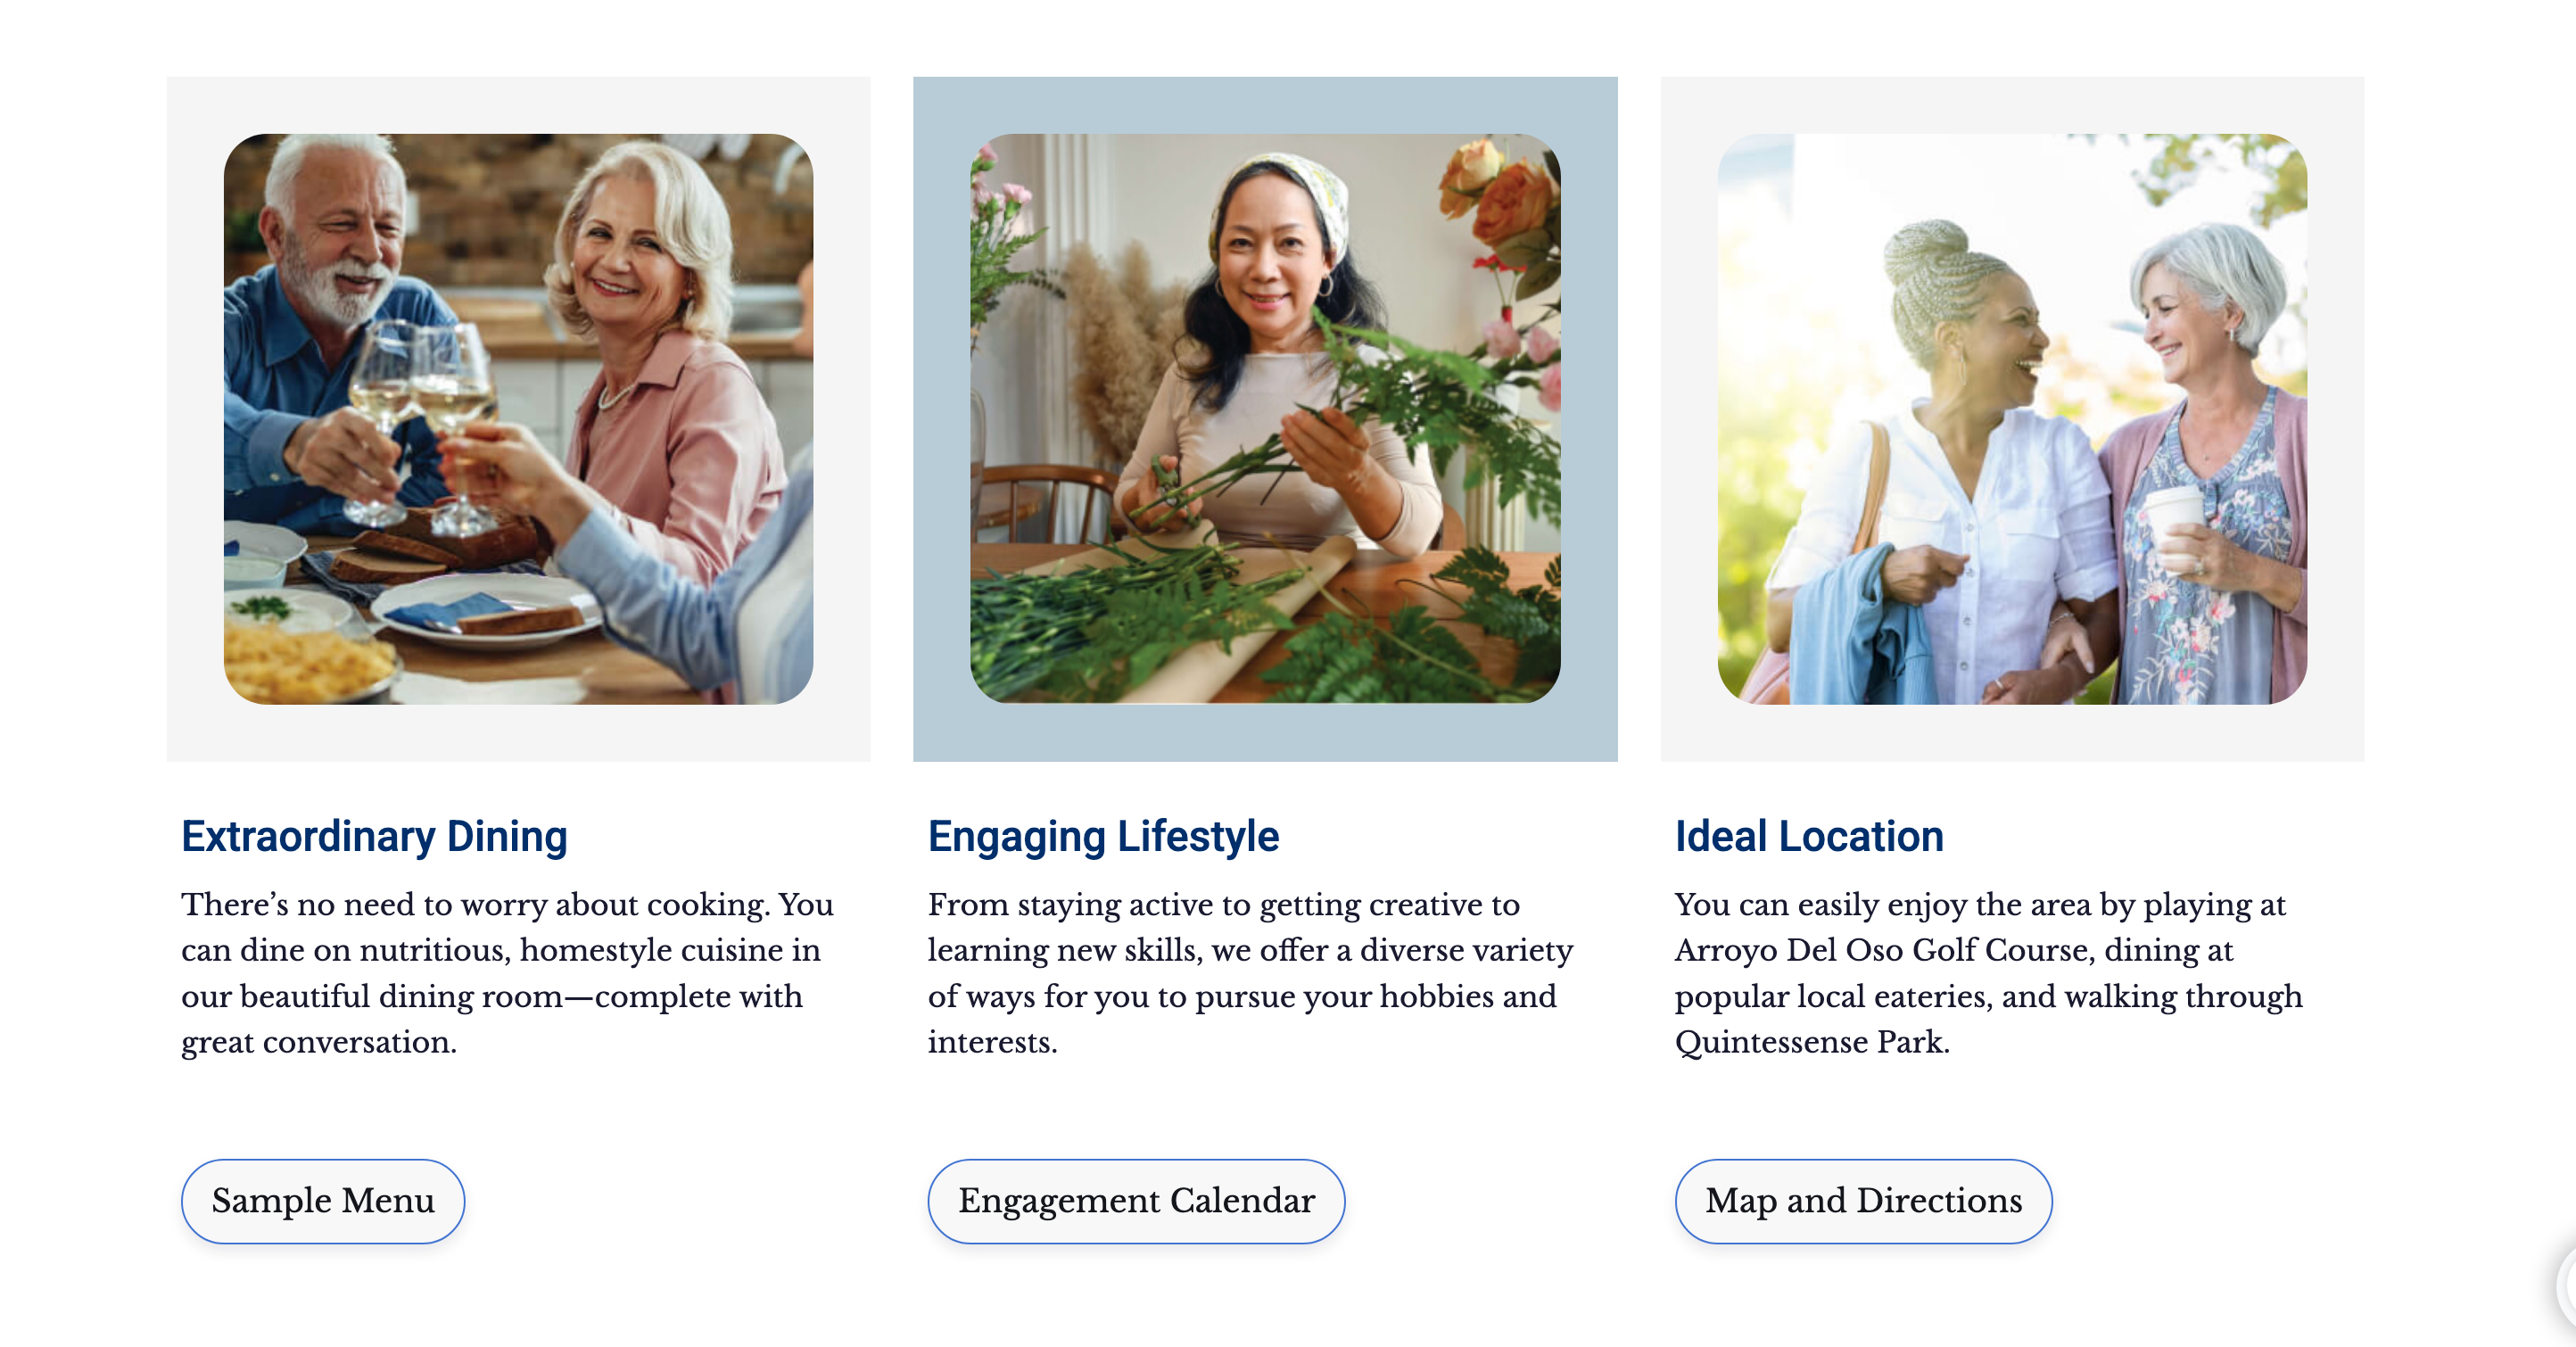 Extraordinary Dining
There’s no need to worry about cooking. You
can dine on nutritious, homestyle cuisine in
our beautiful dining room—complete with
great conversation.
Sample Menu
Engaging Lifestyle
From staying active to getting creative to
learning new skills, we offer a diverse variety
of ways for you to pursue your hobbies and
interests.
Engagement Calendar
Ideal Location
You can easily enjoy the area by playing at
Arroyo Del Oso Golf Course, dining at
popular local eateries, and walking through
Quintessense Park.
Map and Directions